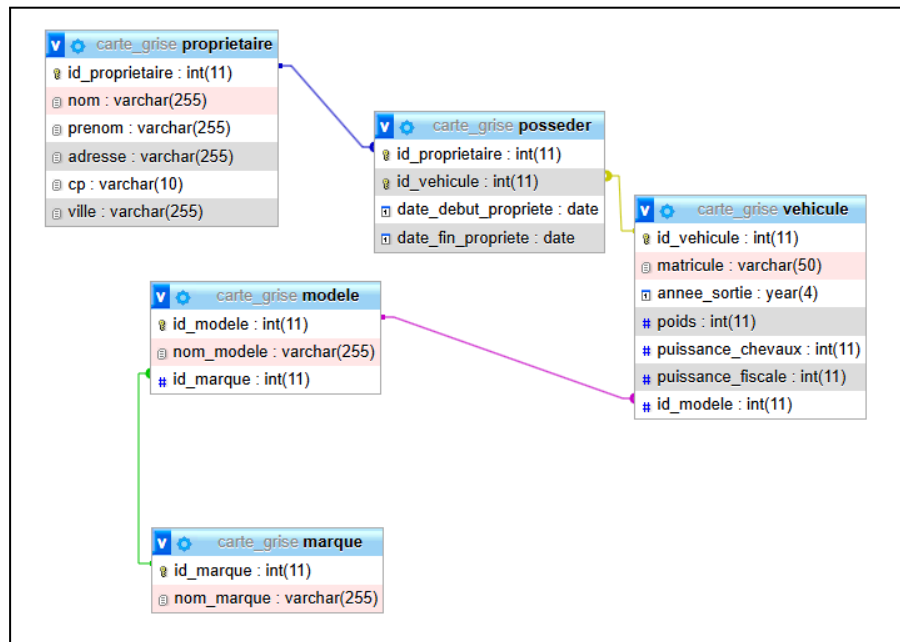 carte_grise proprietaire
id_proprietaire : int(11)
nom : varchar(255)
prenom : varchar(255)
adresse : varchar(255)
cp : varchar(10)
ville : varchar(255)
carte_grise posseder
id_proprietaire : int(11)
id_vehicule : int(11)
date_debut_propriete : date
date_fin_propriete : date
carte_grise vehicule
id_vehicule : int(11)
matricule : varchar(50)
annee_sortie : year(4)
# poids : int(11)
# puissance_chevaux : int(11)
# puissance_fiscale : int(11)
# id_modele : int(11)
carte_grise modele
id_modele : int(11)
nom_modele : varchar(255)
# id_marque : int(11)
carte_grise marque
id_marque : int(11)
nom_marque : varchar(255)